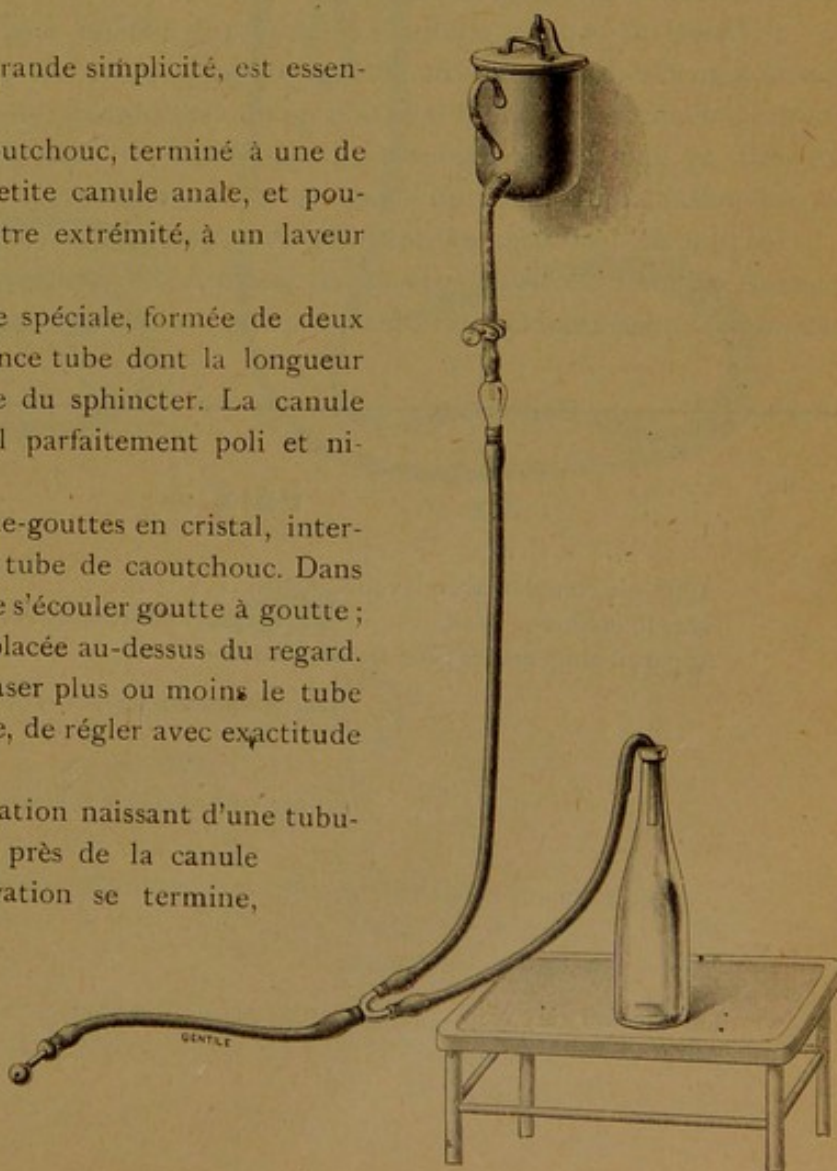 rande simplicité, est essen-
utchouc, terminé à une de
etite canule anale, et pou-
tre extrémité, à un laveur
e spéciale, formée de deux
nce tube dont la longueur
e du sphincter. La canule
l parfaitement poli et ni-
e-gouttes en cristal, inter-
tube de caoutchouc. Dans
e s'écouler goutte à goutte ;
lacée au-dessus du regard.
ser plus ou moins le tube
e, de régler avec exactitude
ation naissant d'une tubu-
près de la canule
ation se termine,
GENTILE